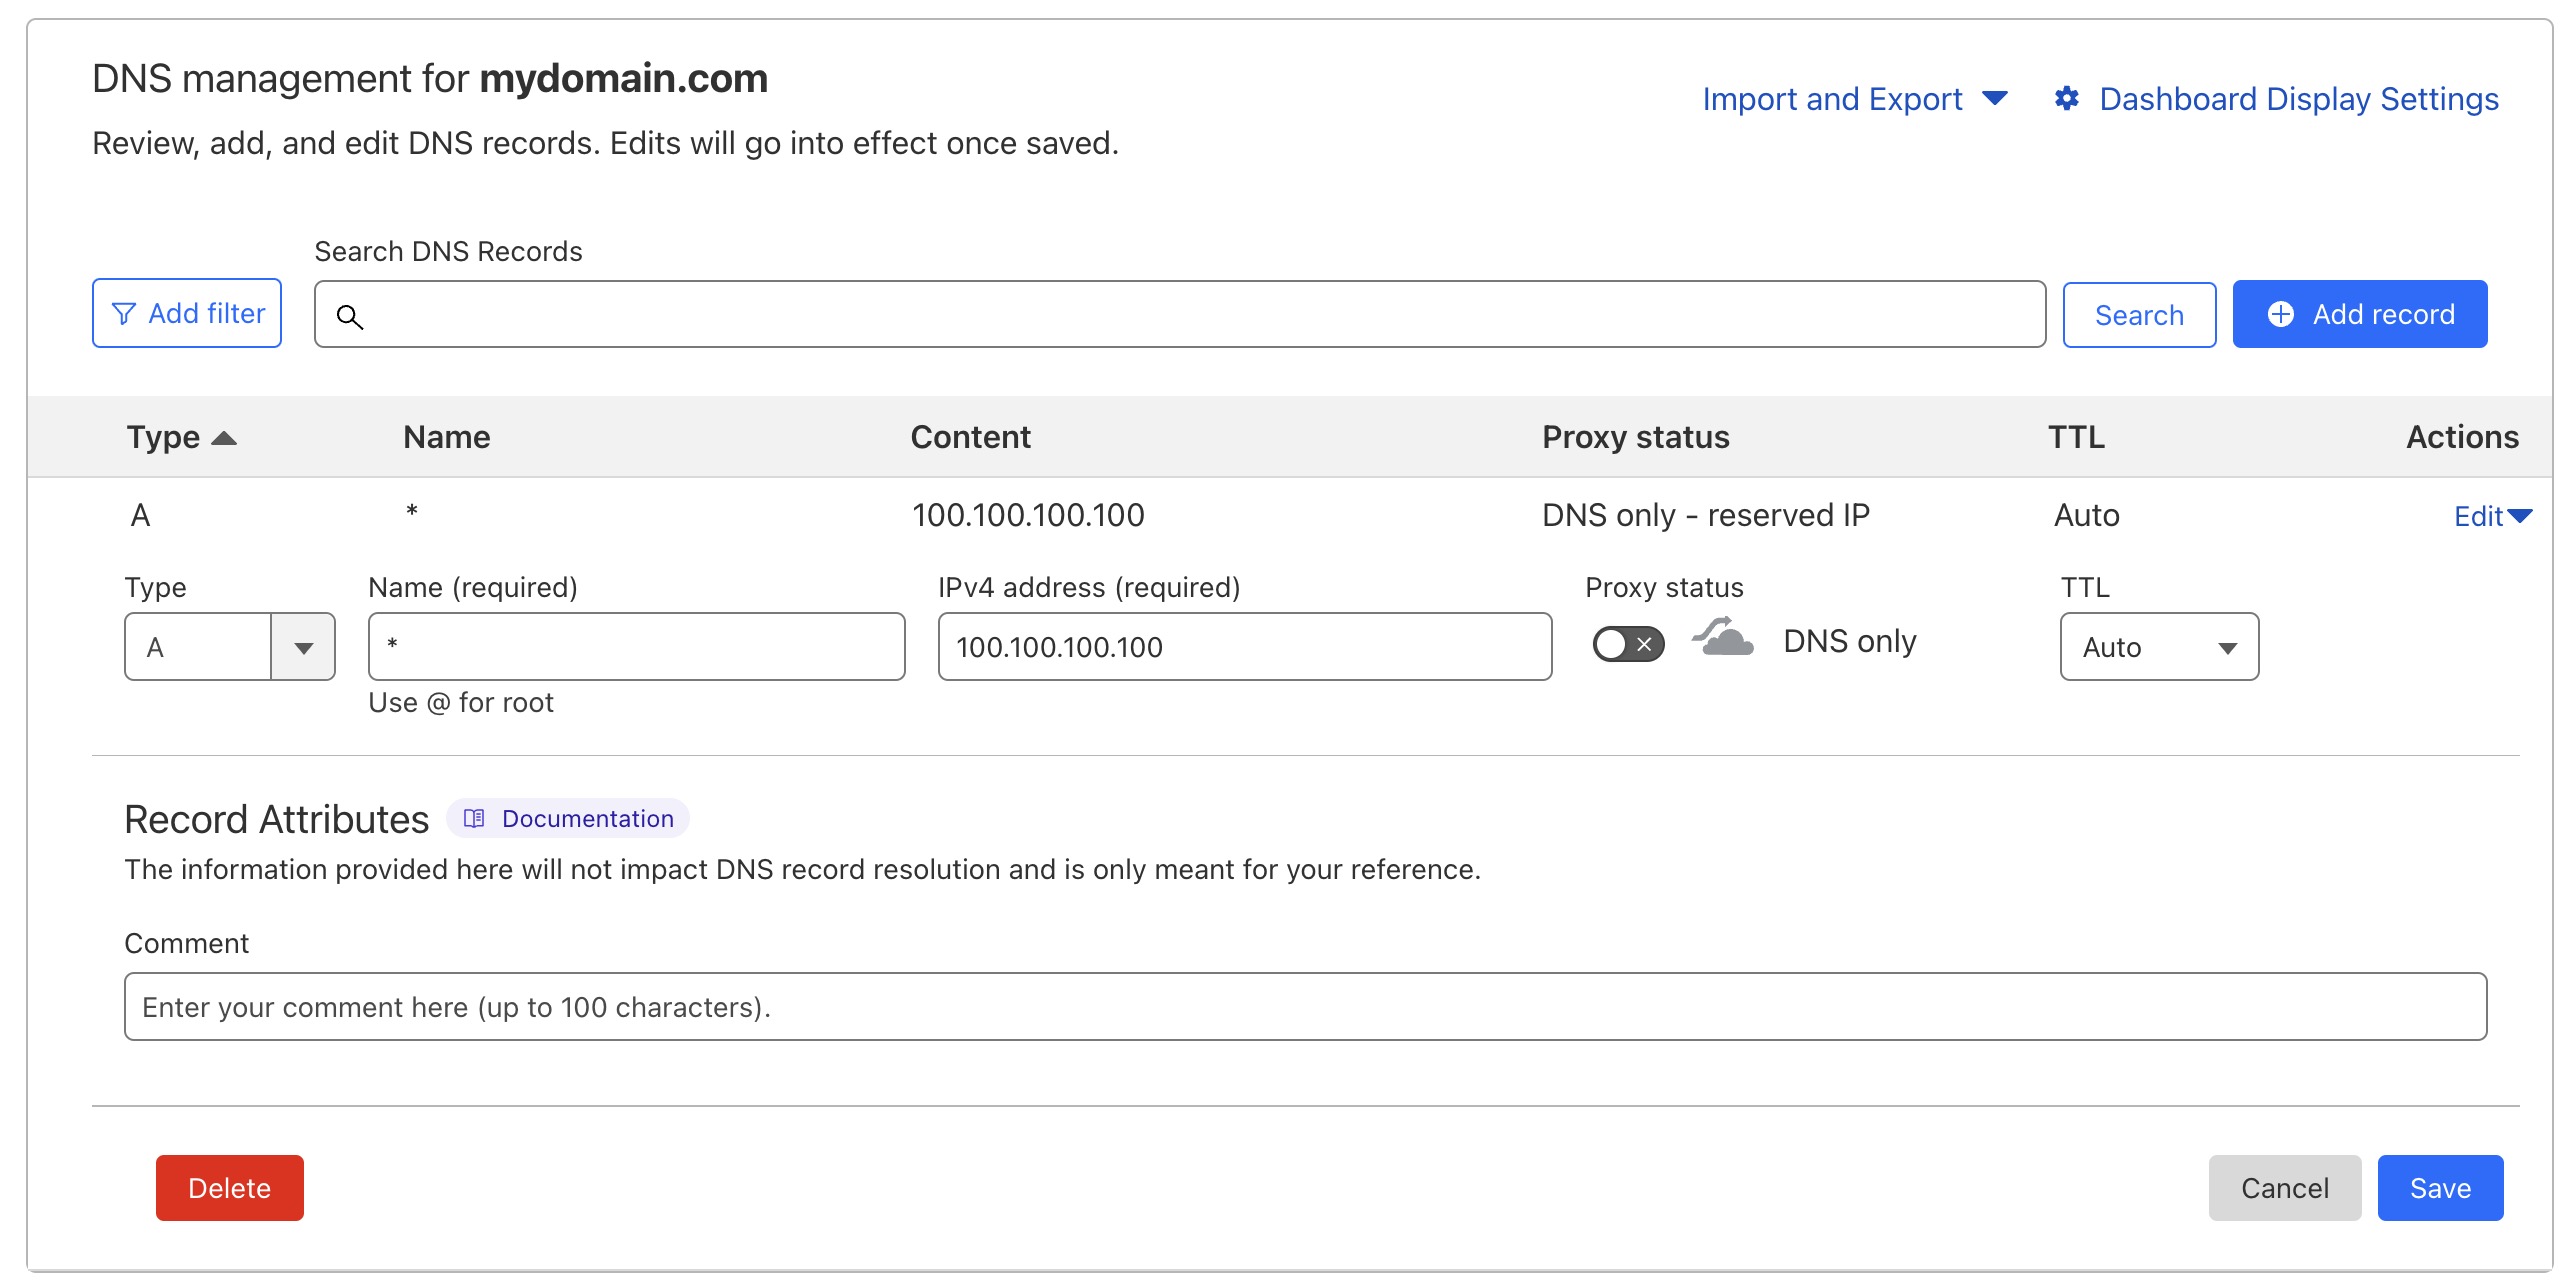 DNS management for mydomain.com
Import and Export
Dashboard Display Settings
Review, add, and edit DNS records. Edits will go into effect once saved.
Search DNS Records
Add filter
Search
Add record
Type Name Content Proxy status TTL Actions
A * 100.100.100.100 DNS only - reserved IP Auto Edit
Type Name (required) IPv4 address (required) Proxy status TTL
A * 100.100.100.100 DNS only Auto
Use @ for root
Record Attributes Documentation
The information provided here will not impact DNS record resolution and is only meant for your reference.
Comment
Enter your comment here (up to 100 characters).
Delete Cancel Save